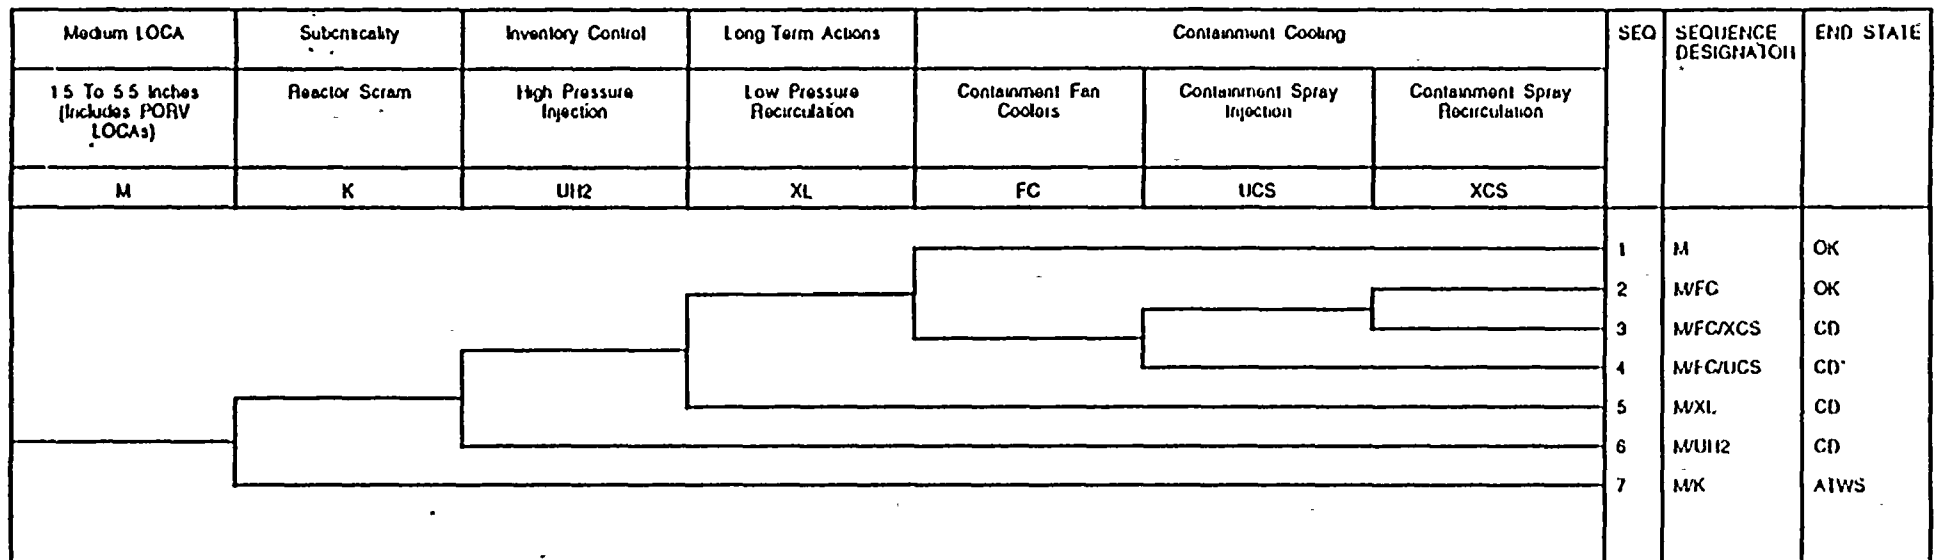 Medium LOCA
Subcriticality
Inventory Control
Long Term Actions
Containment Cooling
SEQ
SEQUENCE
DESIGNATOR
END STATE
1 5 To 5 5 Inches
(Includes PORV
LOCAs)
Reactor Scram
High Pressure
Injection
Low Pressure
Recirculation
Containment Fan
Coolers
Containment Spray
Injection
Containment Spray
Recirculation
M
K
UH2
XL
FC
UCS
XCS
1 M OK
2 M/FC OK
3 M/FC/XCS CD
4 M/FC/UCS CD*
5 M/XL CD
6 M/UH2 CD
7 M/K ATWS